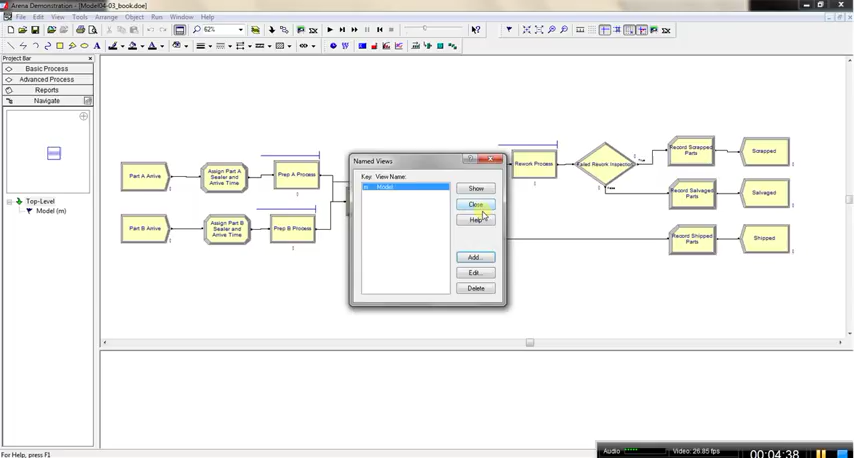 Arena Demonstration - [Model04-03_book.doe]
File Edit View Tools Arrange Object Run Window Help
62%
Project Bar
Basic Process
Advanced Process
Reports
Navigate
Top-Level
Model (m)
Part A Arrive
Assign Part A
Sealer and
Arrive Time
Prep A Process
Part B Arrive
Assign Part B
Sealer and
Arrive Time
Prep B Process
Named Views
Key: View Name:
m Model
Show
Close
Help
Add...
Edit...
Delete
Rework Process
Failed Rework Inspection
Record Scrapped
Parts
Scrapped
Record Salvaged
Parts
Salvaged
Record Shipped
Parts
Shipped
For Help, press F1
Audio
Video: 26.85 fps
00:04:38